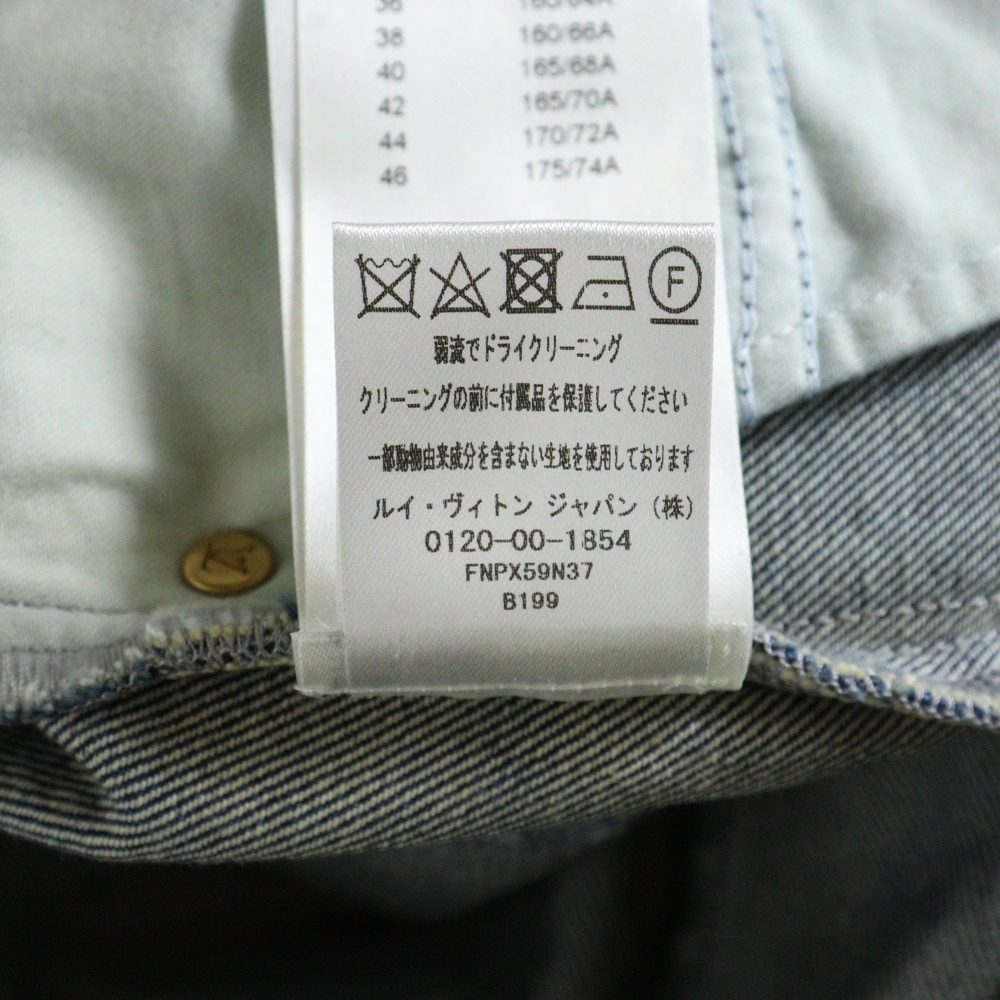 38 160/66A
40 165/68A
42 165/70A
44 170/72A
46 175/74A
F
弱流でドライクリーニング
クリーニングの前に付属品を保護してください
一部動物由来成分を含まない生地を使用しております
ルイ・ヴィトン ジャパン (株)
0120-00-1854
FNPX59N37
B199